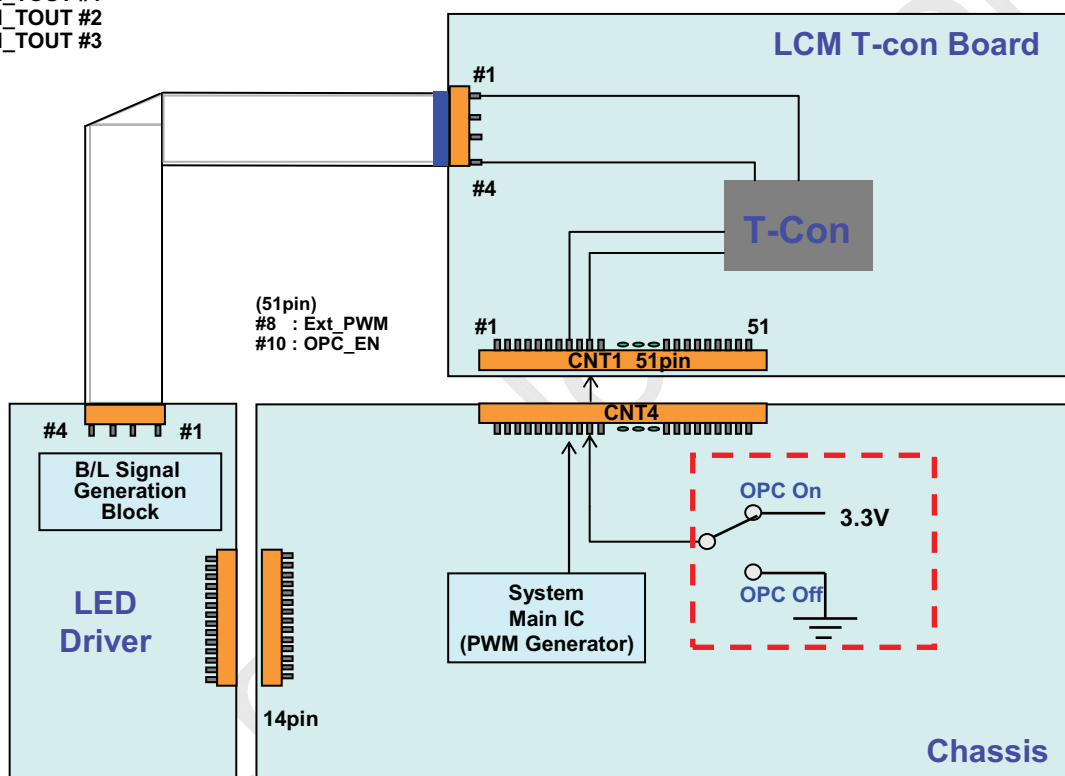 _TOUT #2
_TOUT #3
LCM T-con Board
#1
#4
T-Con
(51pin)
#8 : Ext_PWM
#10 : OPC_EN
#1
51
CNT1 51pin
CNT4
#4
#1
B/L Signal
Generation
Block
OPC On
3.3V
OPC Off
System
Main IC
(PWM Generator)
LED
Driver
14pin
Chassis